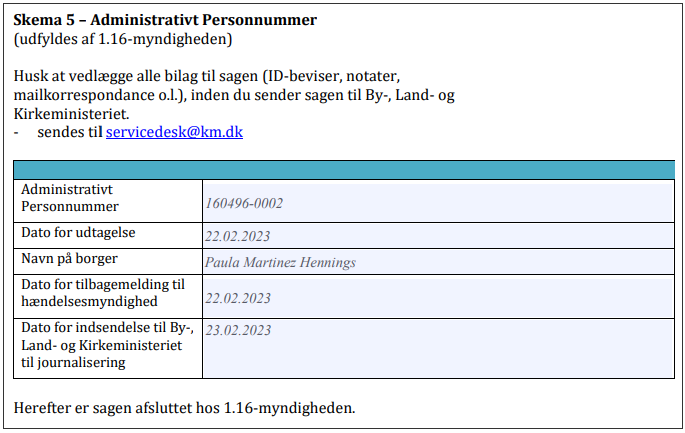 Skema 5 – Administrativt Personnummer
(udfyldes af 1.16-myndigheden)
Husk at vedlægge alle bilag til sagen (ID-beviser, notater,
mailkorrespondance o.l.), inden du sender sagen til By-, Land- og
Kirkeministeriet.
- sendes til servicedesk@km.dk
Administrativt
Personnummer
160496-0002
Dato for udtagelse
22.02.2023
Navn på borger
Paula Martinez Hennings
Dato for tilbagemelding til
hændelsesmyndighed
22.02.2023
Dato for indsendelse til By-,
Land- og Kirkeministeriet
til journalisering
23.02.2023
Herefter er sagen afsluttet hos 1.16-myndigheden.